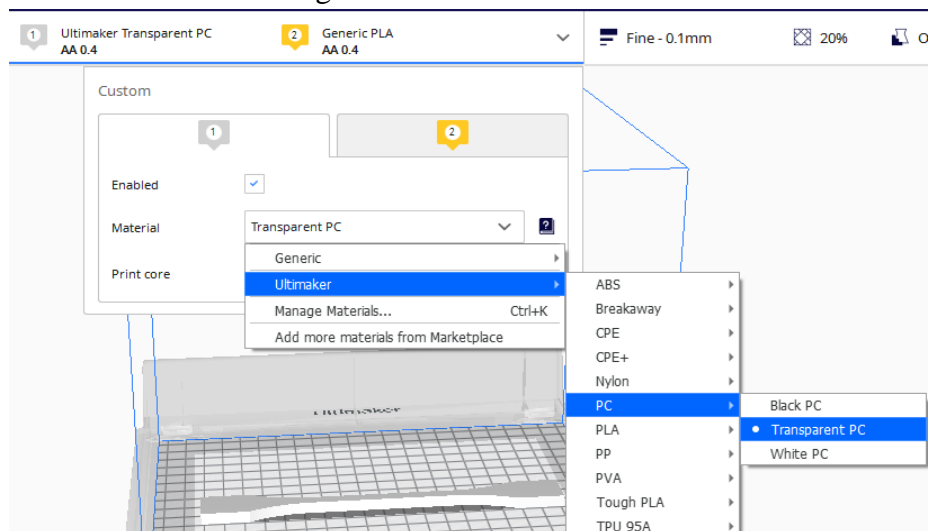 1 Ultimaker Transparent PC 2 Generic PLA Fine - 0.1mm 20% O
AA 0.4 AA 0.4
Custom
1 2
Enabled
Material Transparent PC ?
Generic
Print core
Ultimaker ABS
Manage Materials... Ctrl+K Breakaway
Add more materials from Marketplace CPE
CPE+
Nylon
PC Black PC
Ultimaker
PLA Transparent PC
PP White PC
PVA
Tough PLA
TPU 95A